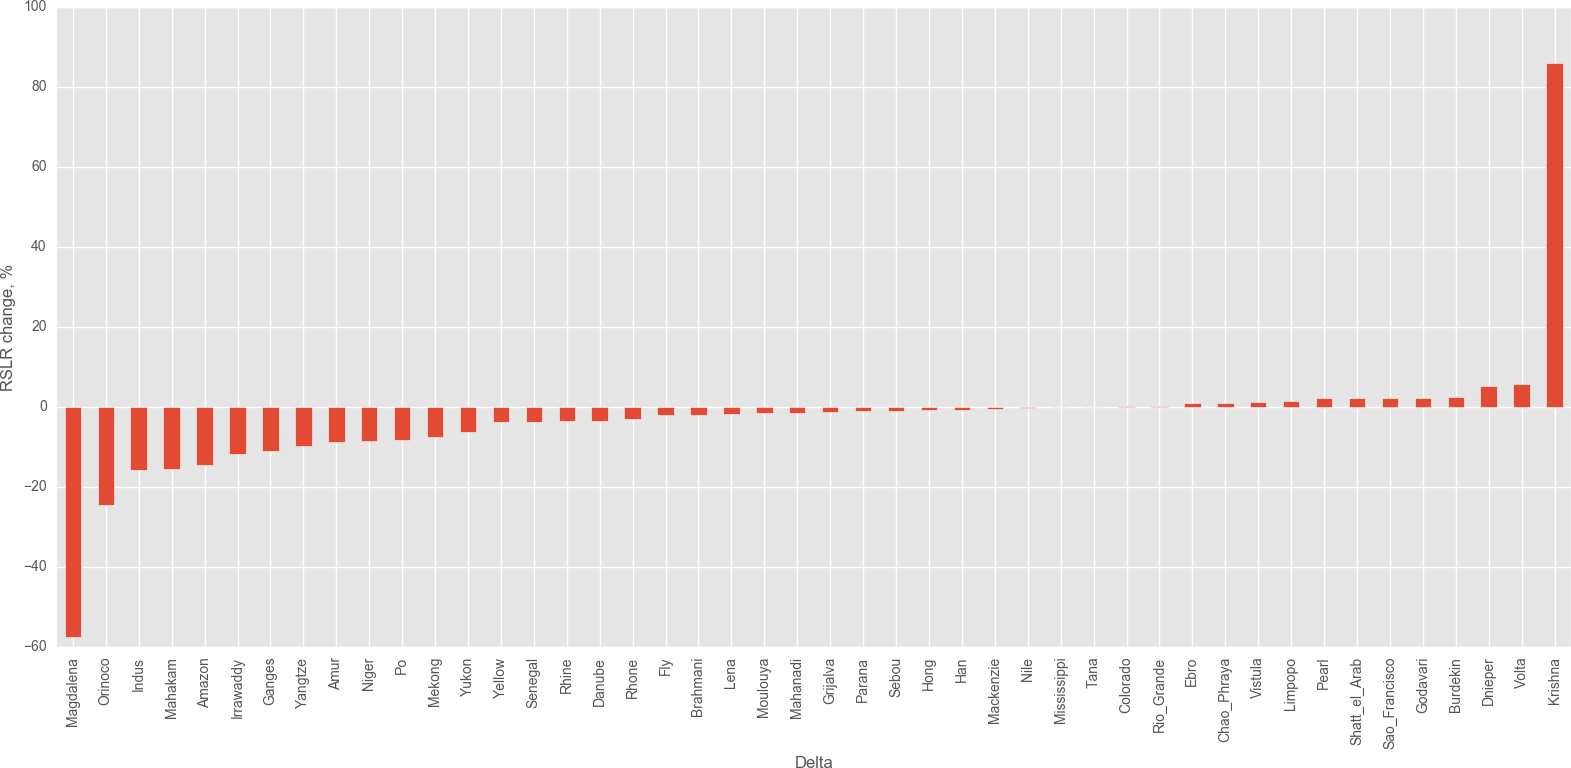 100
80
60
40
20
0
−20
−40
−60
RSLR change, %
Magdalena
Orinoco
Indus
Mahakam
Amazon
Irrawaddy
Ganges
Yangtze
Amur
Niger
Po
Mekong
Yukon
Yellow
Senegal
Rhine
Danube
Rhone
Fly
Brahmani
Lena
Moulouya
Mahanadi
Grijalva
Parana
Sebou
Hong
Han
Mackenzie
Nile
Mississippi
Tana
Colorado
Rio_Grande
Ebro
Chao_Phraya
Vistula
Limpopo
Pearl
Shatt_el_Arab
Sao_Francisco
Godavari
Burdekin
Dnieper
Volta
Krishna
Delta